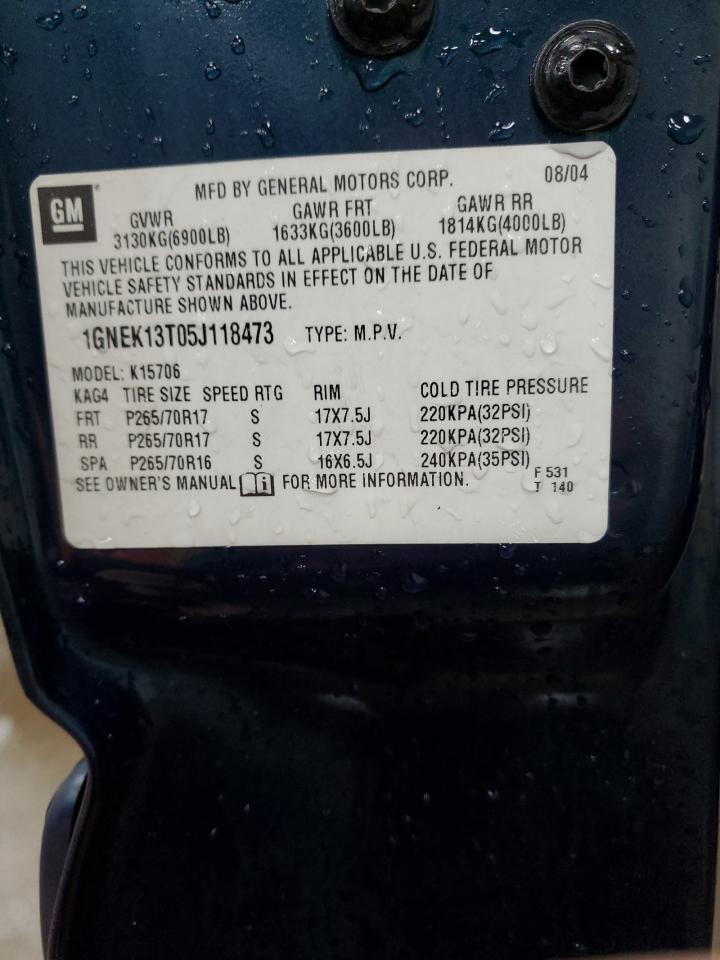 MFD BY GENERAL MOTORS CORP. 08/04
GM
GVWR GAWR FRT GAWR RR
3130KG(6900LB) 1633KG(3600LB) 1814KG(4000LB)
THIS VEHICLE CONFORMS TO ALL APPLICABLE U.S. FEDERAL MOTOR
VEHICLE SAFETY STANDARDS IN EFFECT ON THE DATE OF
MANUFACTURE SHOWN ABOVE.
1GNEK13T05J118473 TYPE: M.P.V.
MODEL: K15706
KAG4 TIRE SIZE SPEED RTG RIM COLD TIRE PRESSURE
FRT P265/70R17 S 17X7.5J 220KPA(32PSI)
RR P265/70R17 S 17X7.5J 220KPA(32PSI)
SPA P265/70R16 S 16X6.5J 240KPA(35PSI)
SEE OWNER'S MANUAL FOR MORE INFORMATION. F 531
T 140